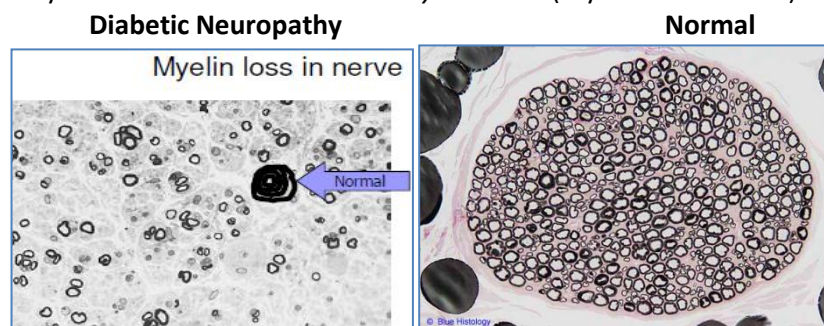 Diabetic Neuropathy
Normal
Myelin loss in nerve
Normal
© Blue Histology